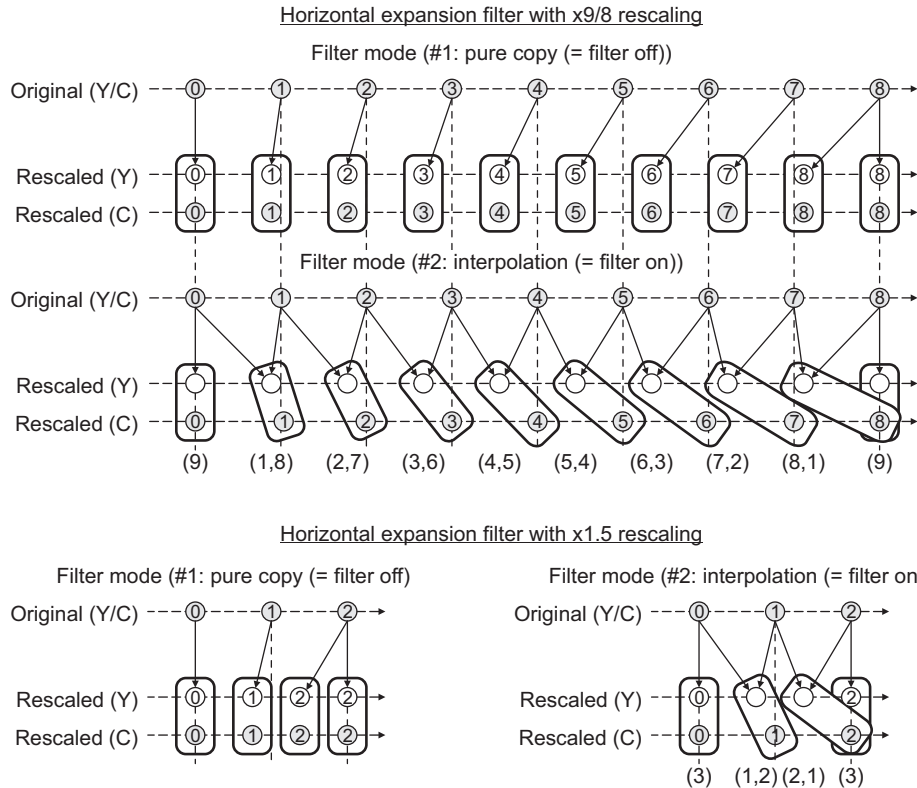 Horizontal expansion filter with x9/8 rescaling
Filter mode (#1: pure copy (= filter off))
Original (Y/C) 0 1 2 3 4 5 6 7 8
Rescaled (Y) 0 1 2 3 4 5 6 7 8 8
Rescaled (C) 0 1 2 3 4 5 6 7 8 8
Filter mode (#2: interpolation (= filter on))
Original (Y/C) 0 1 2 3 4 5 6 7 8
Rescaled (Y)
Rescaled (C) 0 1 2 3 4 5 6 7 8
(9) (1,8) (2,7) (3,6) (4,5) (5,4) (6,3) (7,2) (8,1) (9)
Horizontal expansion filter with x1.5 rescaling
Filter mode (#1: pure copy (= filter off)
Original (Y/C) 0 1 2
Rescaled (Y) 0 1 2 2
Rescaled (C) 0 1 2 2
Filter mode (#2: interpolation (= filter on
Original (Y/C) 0 1 2
Rescaled (Y) 0 2
Rescaled (C) 0 1 2
(3) (1,2) (2,1) (3)